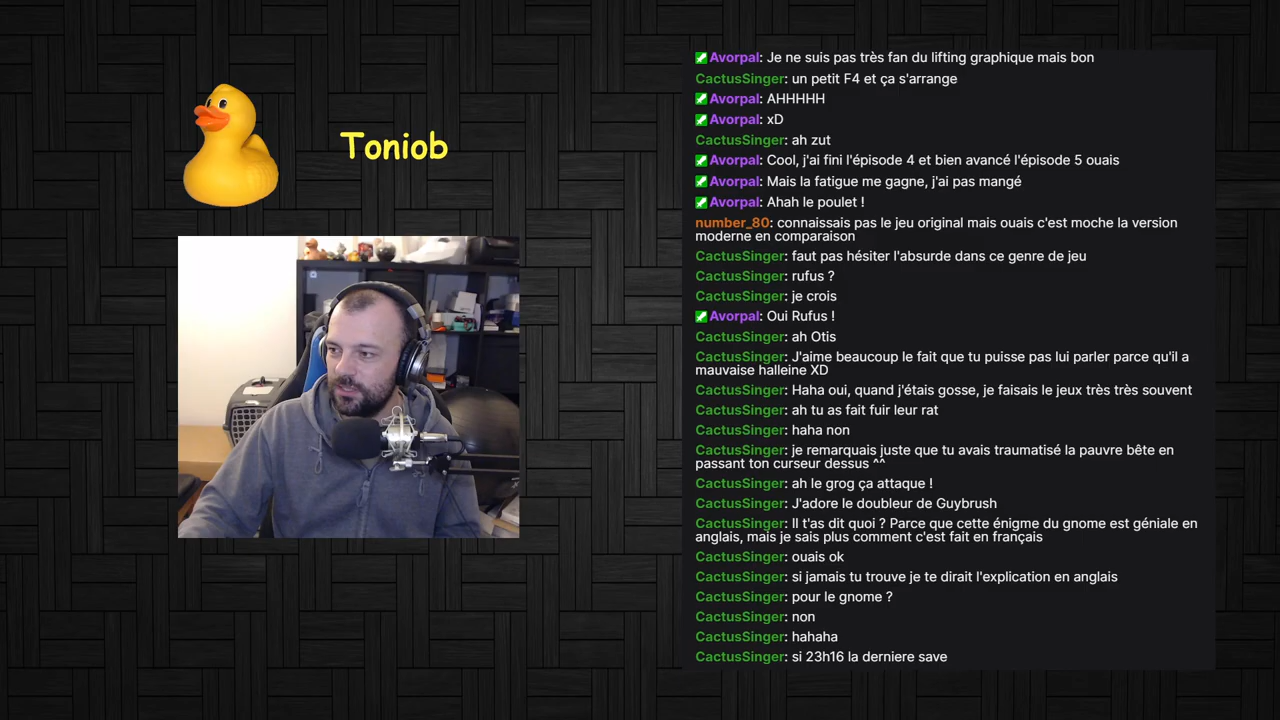 Toniob
Avorpal: Je ne suis pas très fan du lifting graphique mais bon
CactusSinger: un petit F4 et ça s'arrange
Avorpal: AHHHHH
Avorpal: xD
CactusSinger: ah zut
Avorpal: Cool, j'ai fini l'épisode 4 et bien avancé l'épisode 5 ouais
Avorpal: Mais la fatigue me gagne, j'ai pas mangé
Avorpal: Ahah le poulet !
number_80: connaissais pas le jeu original mais ouais c'est moche la version
moderne en comparaison
CactusSinger: faut pas hésiter l'absurde dans ce genre de jeu
CactusSinger: rufus ?
CactusSinger: je crois
Avorpal: Oui Rufus !
CactusSinger: ah Otis
CactusSinger: J'aime beaucoup le fait que tu puisse pas lui parler parce qu'il a
mauvaise halleine XD
CactusSinger: Haha oui, quand j'étais gosse, je faisais le jeux très très souvent
CactusSinger: ah tu as fait fuir leur rat
CactusSinger: haha non
CactusSinger: je remarquais juste que tu avais traumatisé la pauvre bête en
passant ton curseur dessus ^^
CactusSinger: ah le grog ça attaque !
CactusSinger: J'adore le doubleur de Guybrush
CactusSinger: Il t'as dit quoi ? Parce que cette énigme du gnome est géniale en
anglais, mais je sais plus comment c'est fait en français
CactusSinger: ouais ok
CactusSinger: si jamais tu trouve je te dirait l'explication en anglais
CactusSinger: pour le gnome ?
CactusSinger: non
CactusSinger: hahaha
CactusSinger: si 23h16 la derniere save